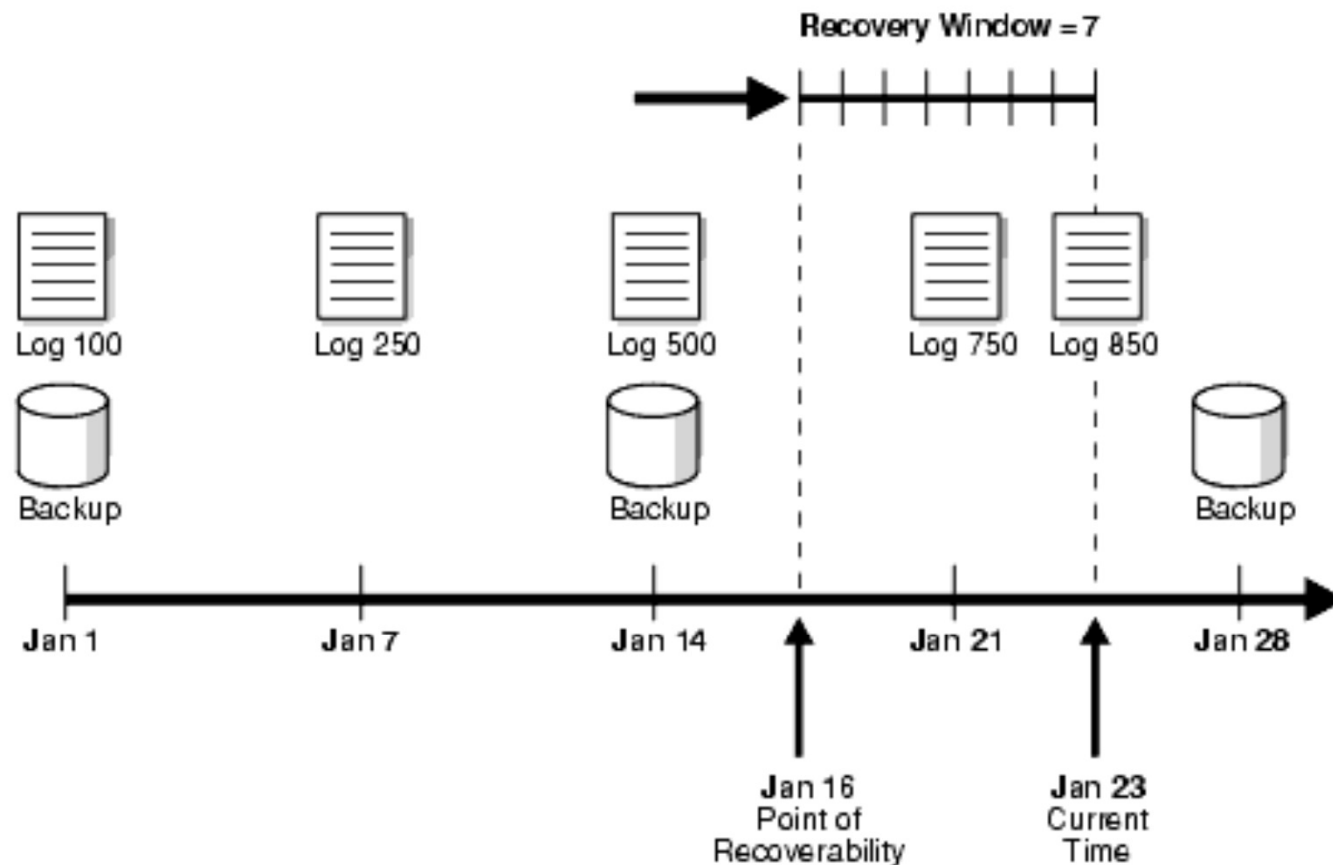 Recovery Window = 7
Log 100
Log 250
Log 500
Log 750
Log 850
Backup
Backup
Backup
Jan 1
Jan 7
Jan 14
Jan 21
Jan 28
Jan 16
Point of
Recoverability
Jan 23
Current
Time